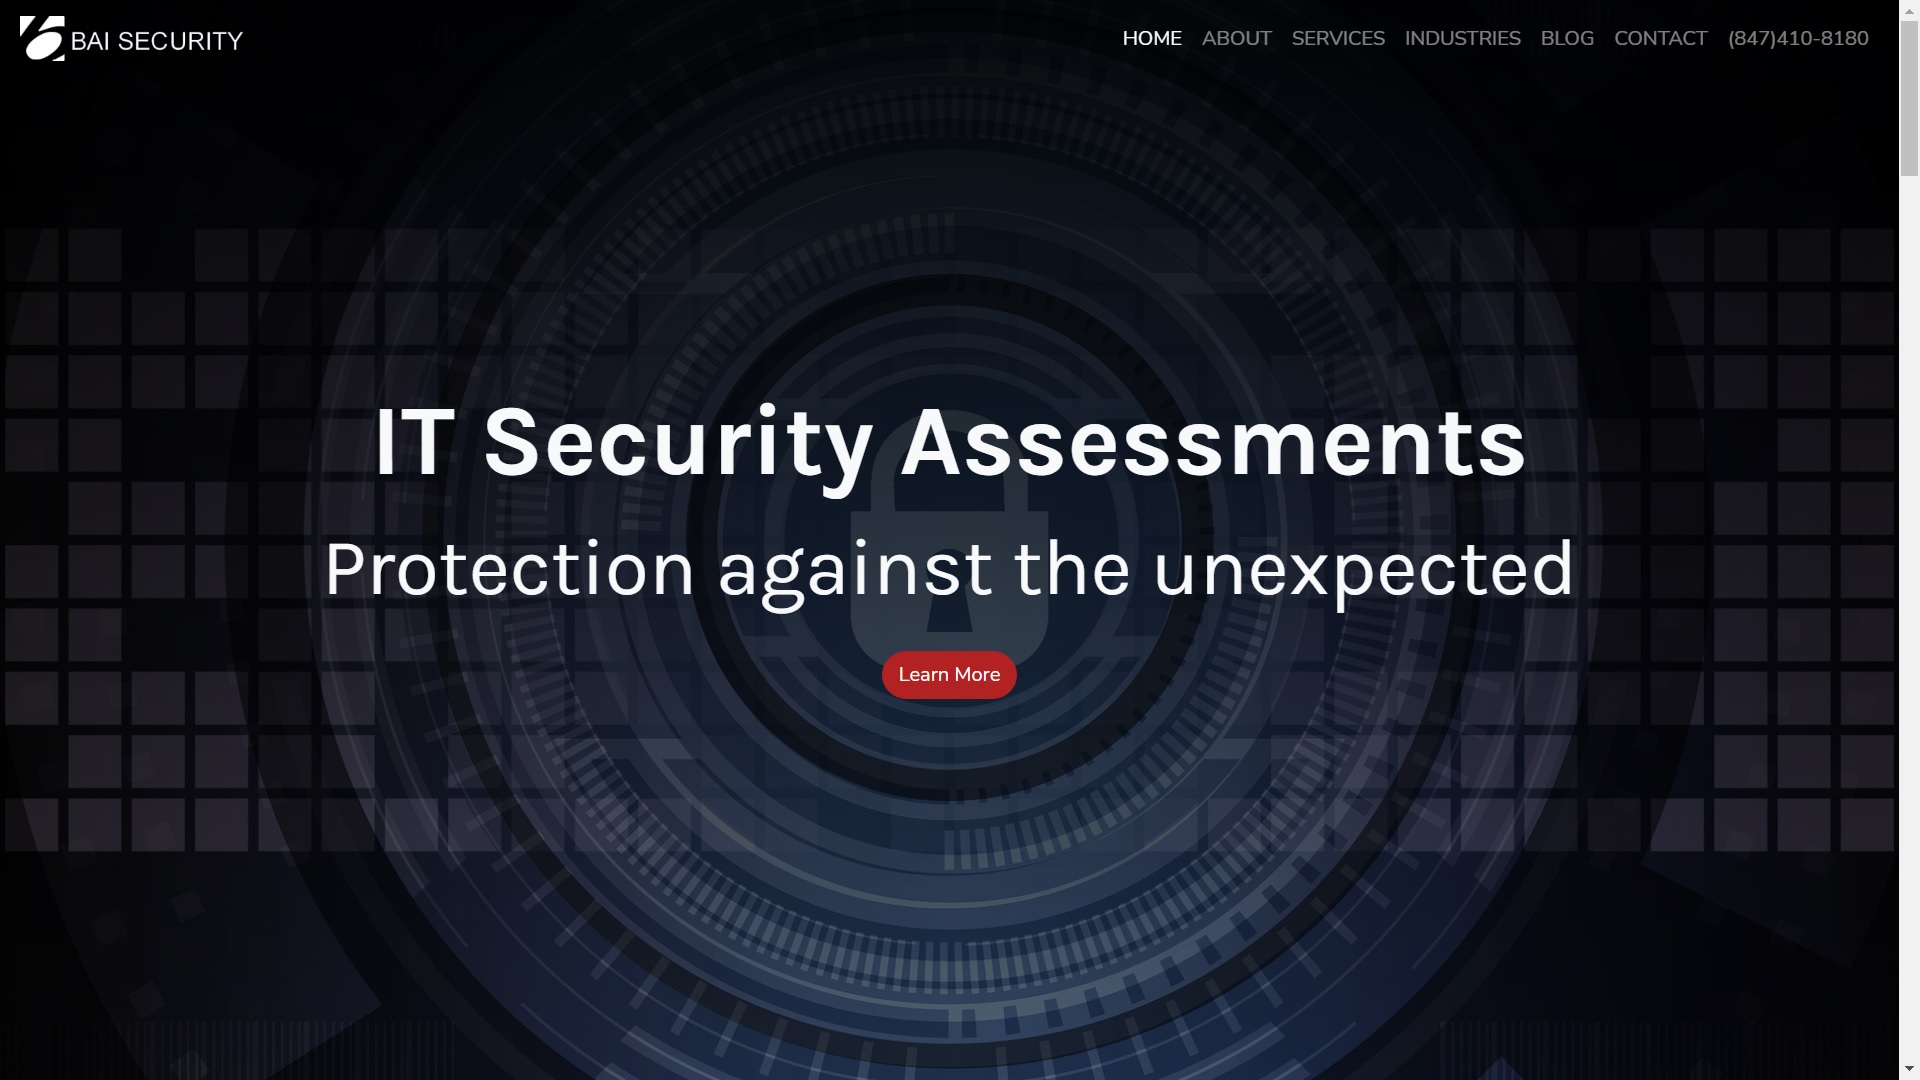 BAI SECURITY
HOME ABOUT SERVICES INDUSTRIES BLOG CONTACT (847)410-8180
IT Security Assessments
Protection against the unexpected
Learn More